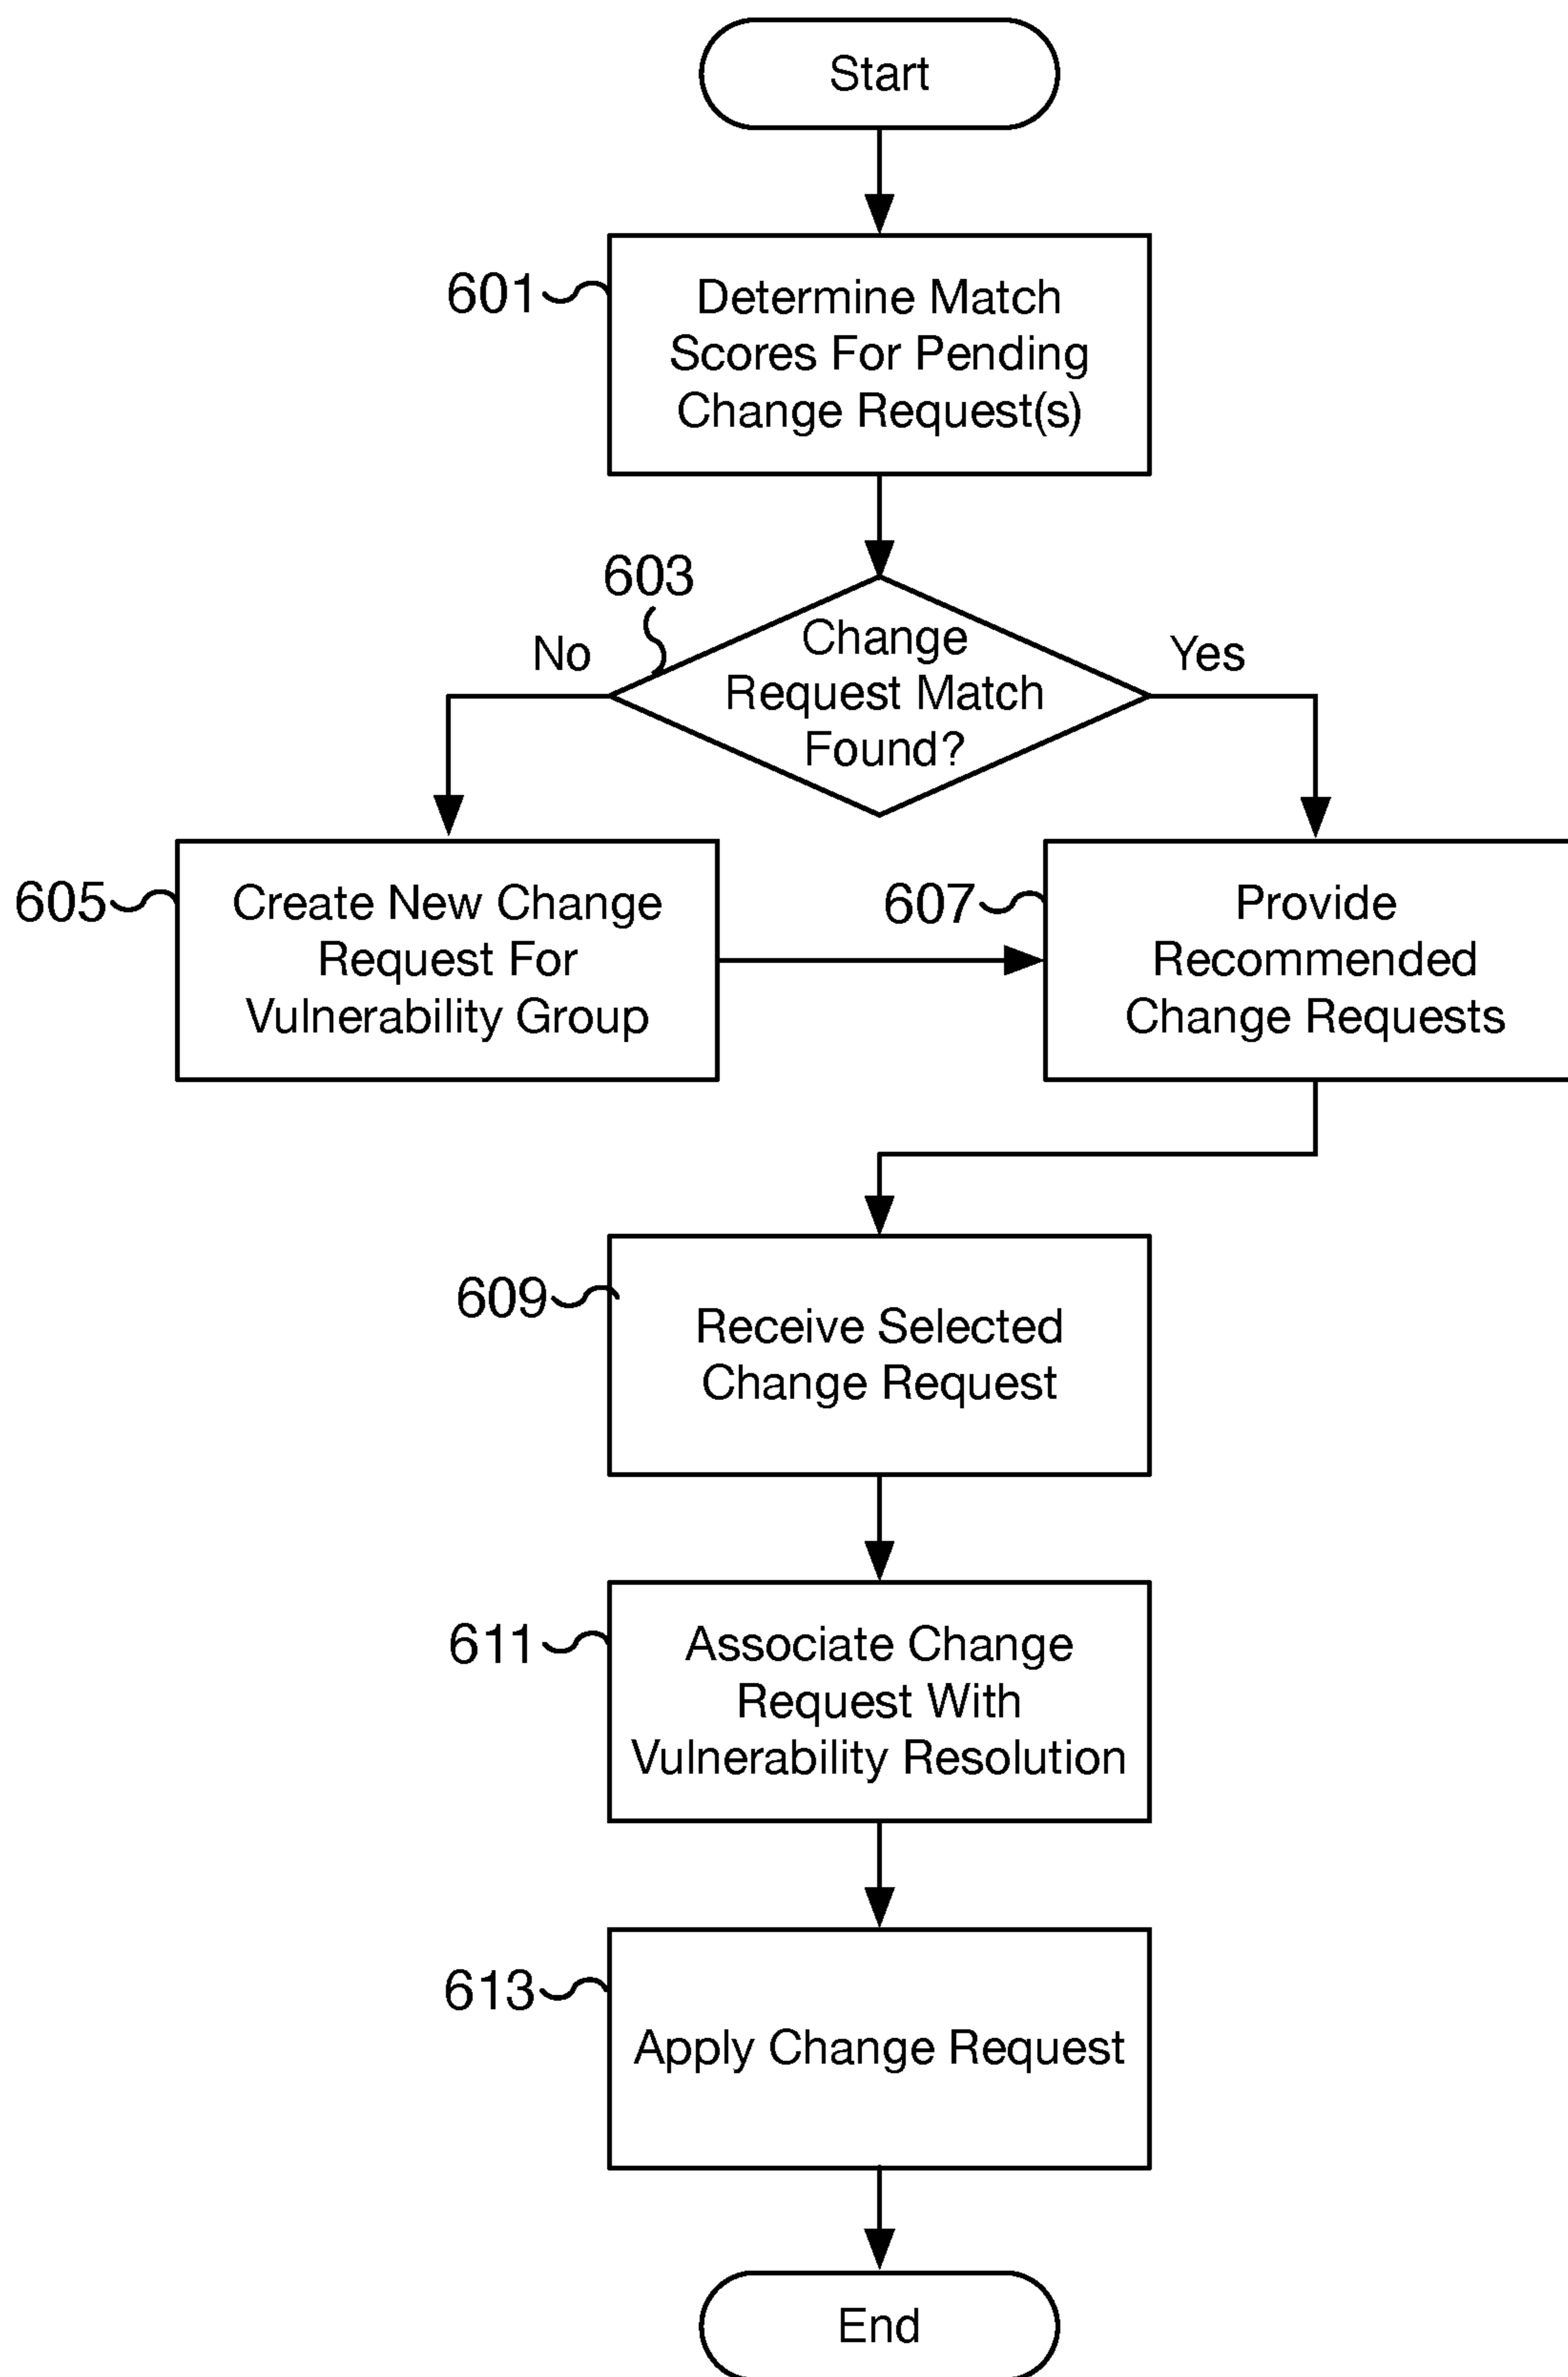 Start
601
Determine Match
Scores For Pending
Change Request(s)
603
No
Change
Request Match
Found?
Yes
605
Create New Change
Request For
Vulnerability Group
607
Provide
Recommended
Change Requests
609
Receive Selected
Change Request
611
Associate Change
Request With
Vulnerability Resolution
613
Apply Change Request
End